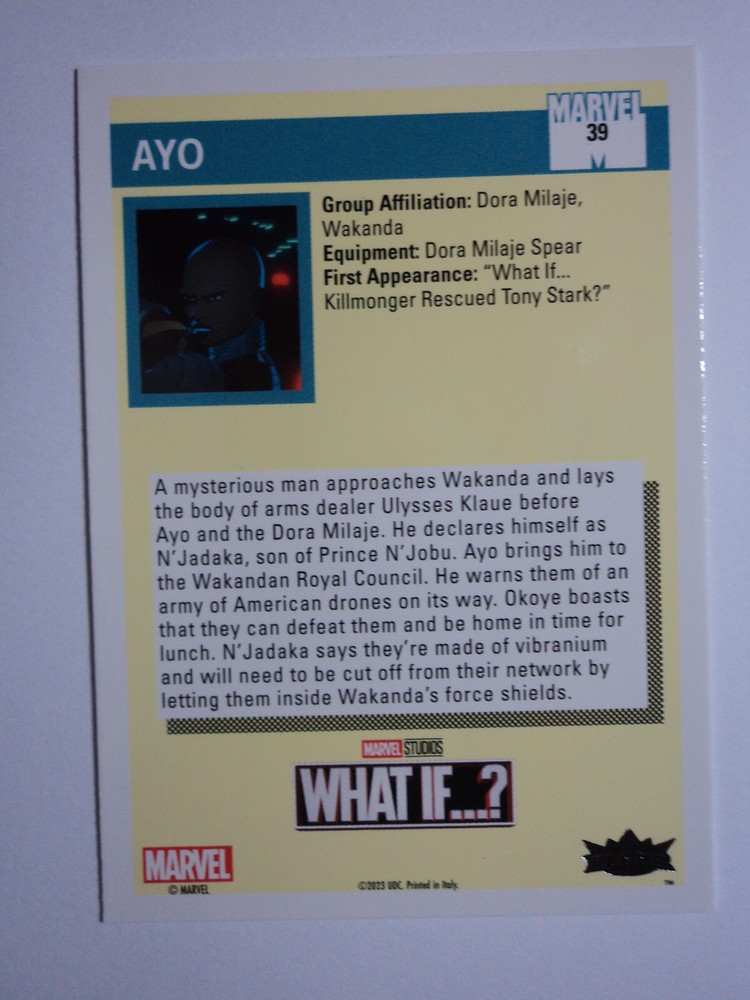 MARVEL
39
M
AYO
Group Affiliation: Dora Milaje,
Wakanda
Equipment: Dora Milaje Spear
First Appearance: “What If...
Killmonger Rescued Tony Stark?”
A mysterious man approaches Wakanda and lays
the body of arms dealer Ulysses Klaue before
Ayo and the Dora Milaje. He declares himself as
N’Jadaka, son of Prince N’Jobu. Ayo brings him to
the Wakandan Royal Council. He warns them of an
army of American drones on its way. Okoye boasts
that they can defeat them and be home in time for
lunch. N’Jadaka says they’re made of vibranium
and will need to be cut off from their network by
letting them inside Wakanda’s force shields.
MARVEL STUDIOS
WHAT IF...?
MARVEL
© MARVEL
©2023 UDC. Printed in Italy.
TM